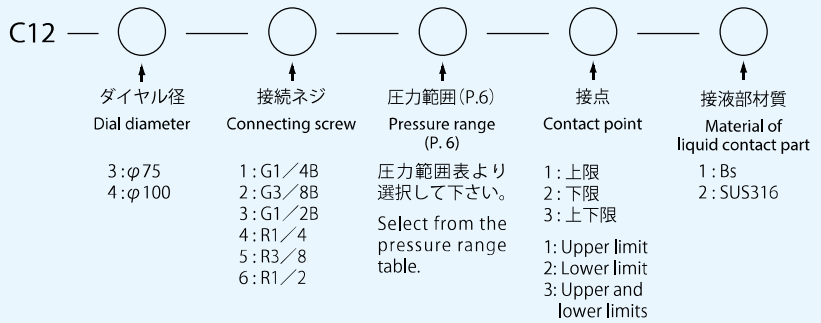 C12
ダイヤル径
Dial diameter
3 : φ75
4 : φ100
接続ネジ
Connecting screw
1 : G1／4B
2 : G3／8B
3 : G1／2B
4 : R1／4
5 : R3／8
6 : R1／2
圧力範囲(P.6)
Pressure range
(P. 6)
圧力範囲表より
選択して下さい。
Select from the
pressure range
table.
接点
Contact point
1 : 上限
2 : 下限
3 : 上下限
1: Upper limit
2: Lower limit
3: Upper and
lower limits
接液部材質
Material of
liquid contact part
1 : Bs
2 : SUS316